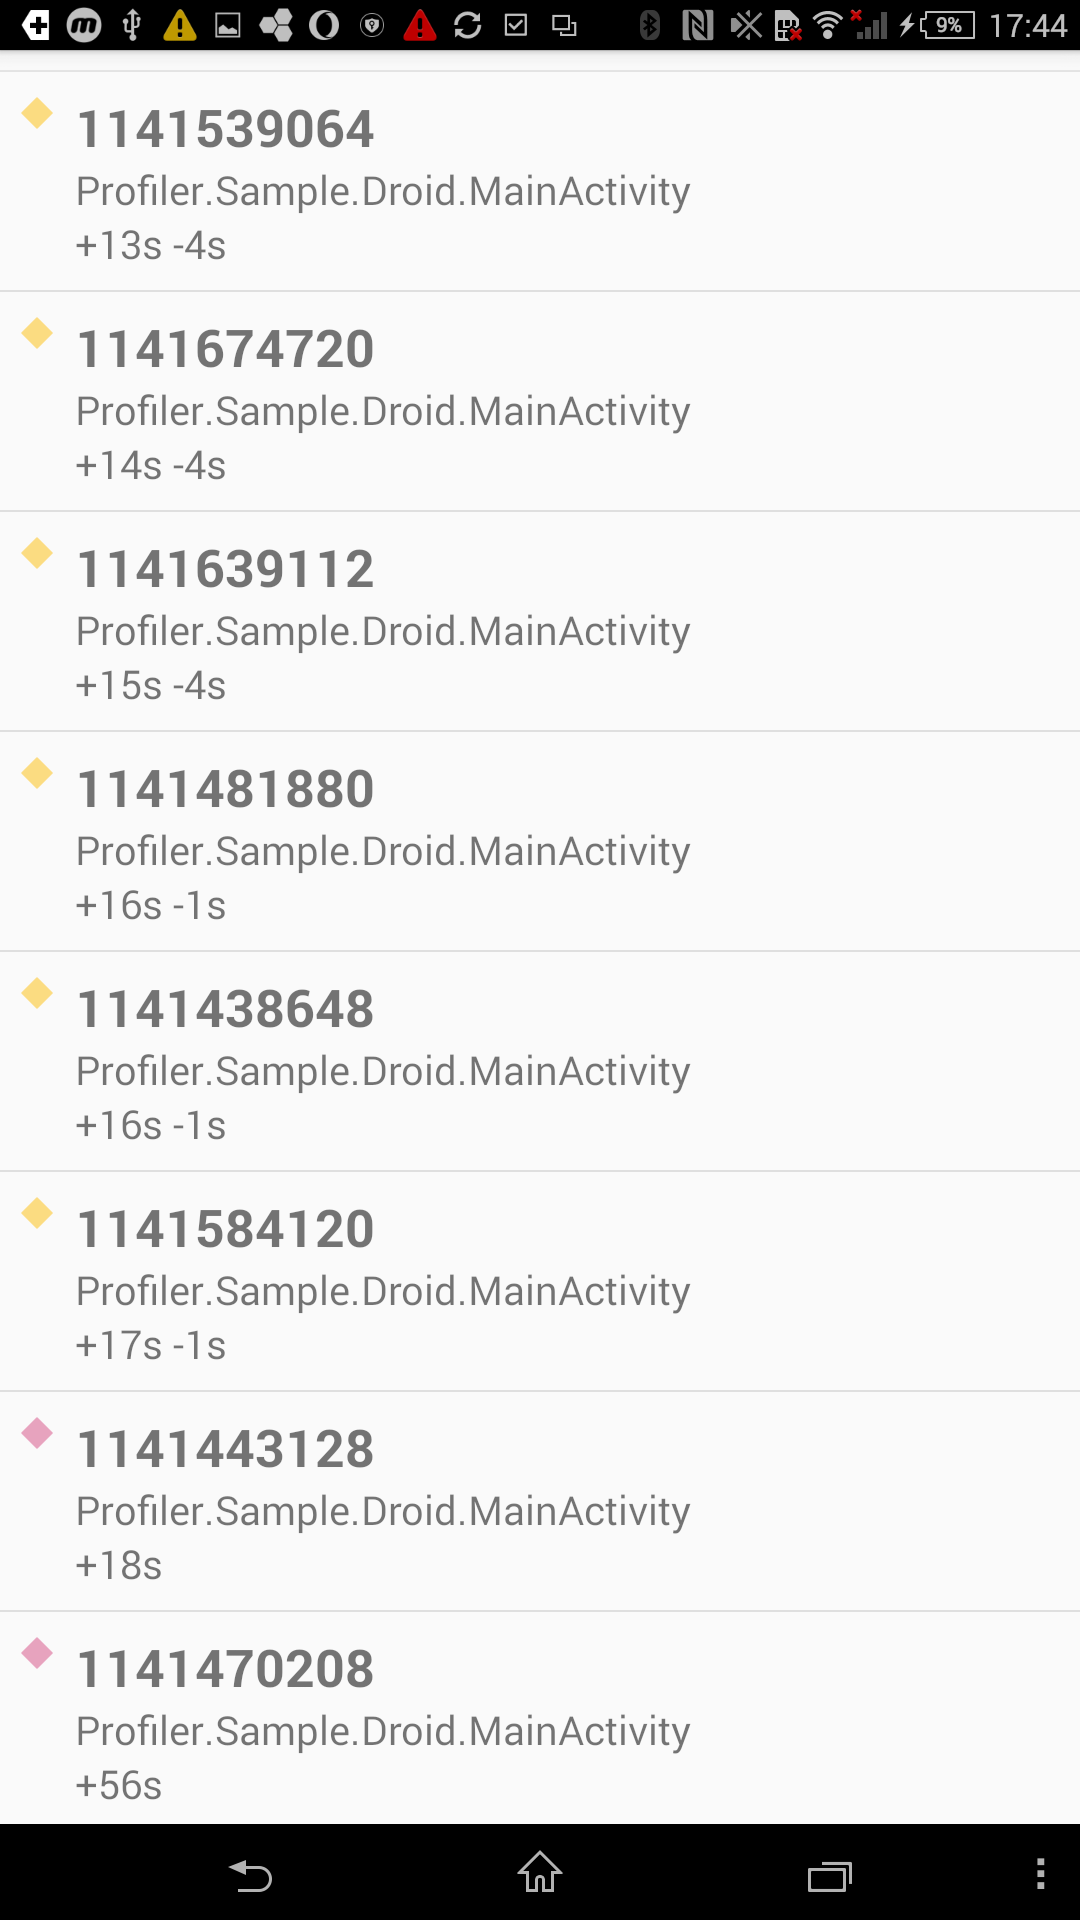 9% 17:44
1141539064
Profiler.Sample.Droid.MainActivity
+13s -4s
1141674720
Profiler.Sample.Droid.MainActivity
+14s -4s
1141639112
Profiler.Sample.Droid.MainActivity
+15s -4s
1141481880
Profiler.Sample.Droid.MainActivity
+16s -1s
1141438648
Profiler.Sample.Droid.MainActivity
+16s -1s
1141584120
Profiler.Sample.Droid.MainActivity
+17s -1s
1141443128
Profiler.Sample.Droid.MainActivity
+18s
1141470208
Profiler.Sample.Droid.MainActivity
+56s